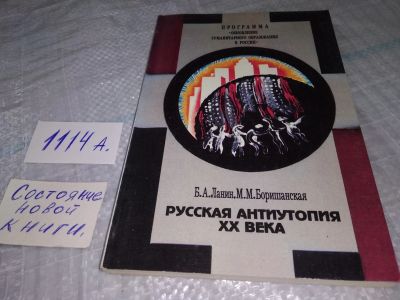 ПРОГРАММА
"ОБНОВЛЕНИЕ
ГУМАНИТАРНОГО ОБРАЗОВАНИЯ
В РОССИИ"
1114 А.
Состояние
новой
книги.
Б.А.Ланин, М.М.Боришанская
РУССКАЯ АНТИУТОПИЯ
XX ВЕКА